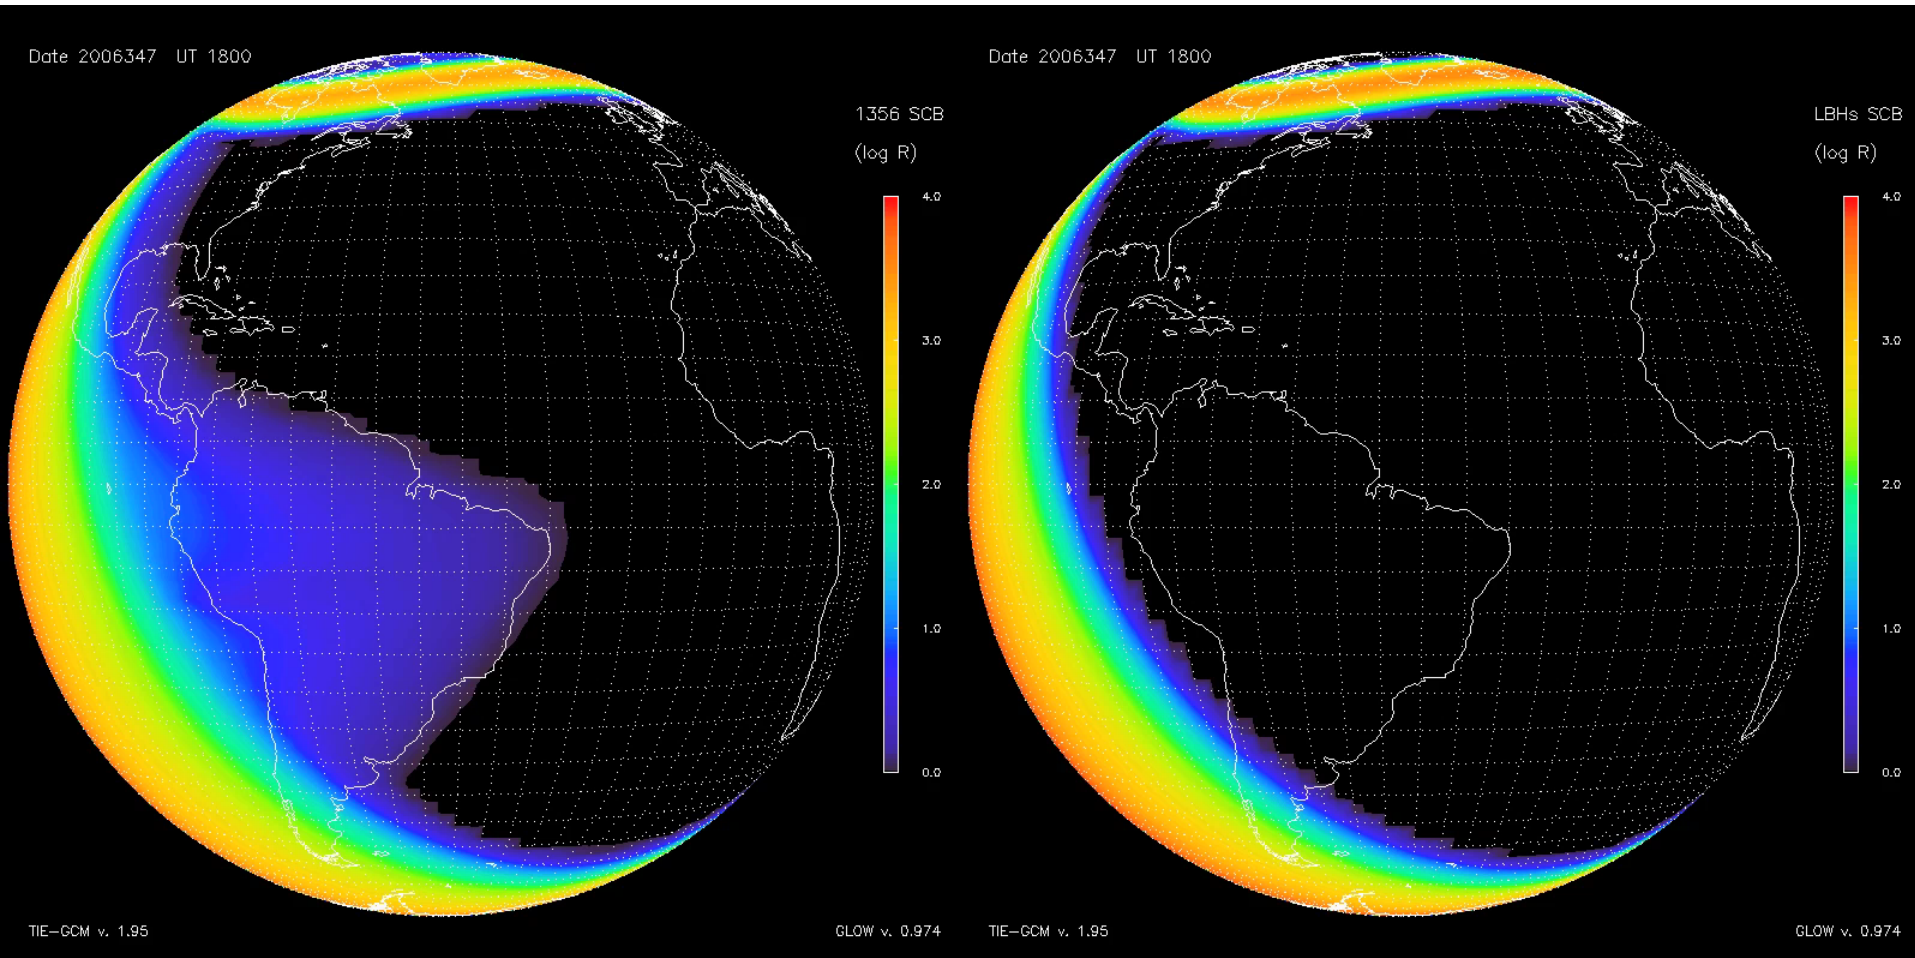 Date 2006347 UT 1800
1356 SCB
(log R)
4.0
3.0
2.0
1.0
0.0
TIE-GCM v. 1.95
GLOW v. 0.974
Date 2006347 UT 1800
LBHs SCB
(log R)
4.0
3.0
2.0
1.0
0.0
TIE-GCM v. 1.95
GLOW v. 0.974